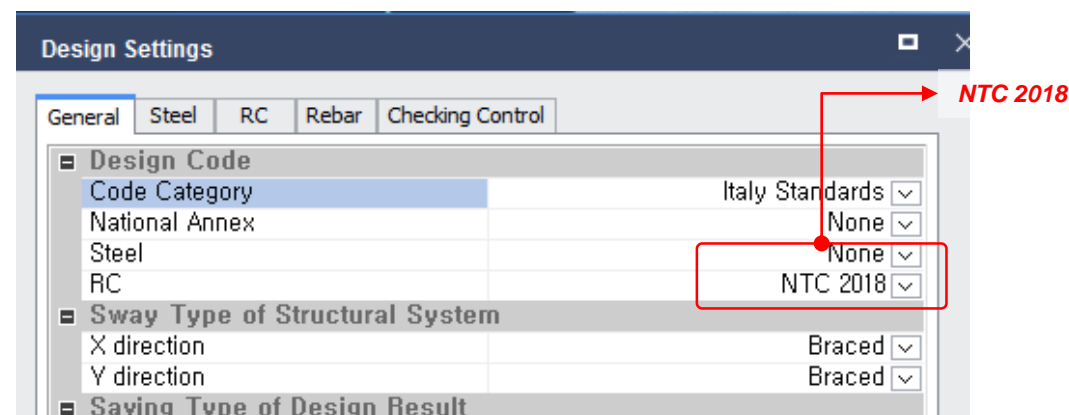 Design Settings
NTC 2018
General Steel RC Rebar Checking Control
Design Code
Code Category Italy Standards
National Annex None
Steel None
RC NTC 2018
Sway Type of Structural System
X direction Braced
Y direction Braced
Saving Type of Design Result